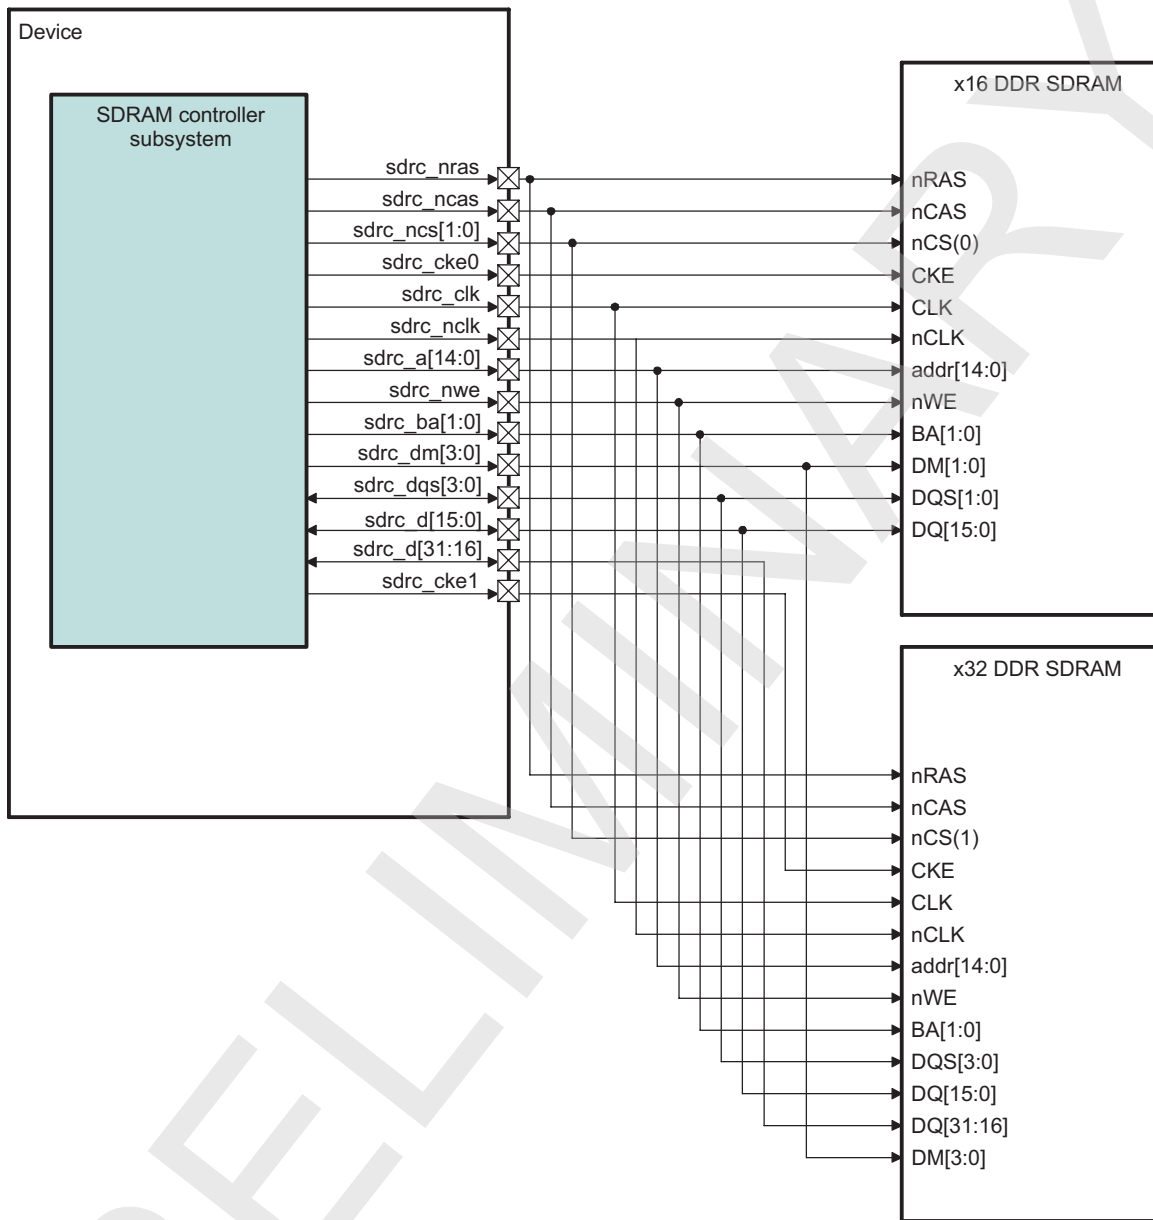 Device
SDRAM controller
subsystem
sdrc_nras
sdrc_ncas
sdrc_ncs[1:0]
sdrc_cke0
sdrc_clk
sdrc_nclk
sdrc_a[14:0]
sdrc_nwe
sdrc_ba[1:0]
sdrc_dm[3:0]
sdrc_dqs[3:0]
sdrc_d[15:0]
sdrc_d[31:16]
sdrc_cke1
x16 DDR SDRAM
nRAS
nCAS
nCS(0)
CKE
CLK
nCLK
addr[14:0]
nWE
BA[1:0]
DM[1:0]
DQS[1:0]
DQ[15:0]
x32 DDR SDRAM
nRAS
nCAS
nCS(1)
CKE
CLK
nCLK
addr[14:0]
nWE
BA[1:0]
DQS[3:0]
DQ[15:0]
DQ[31:16]
DM[3:0]
RELIMINARY